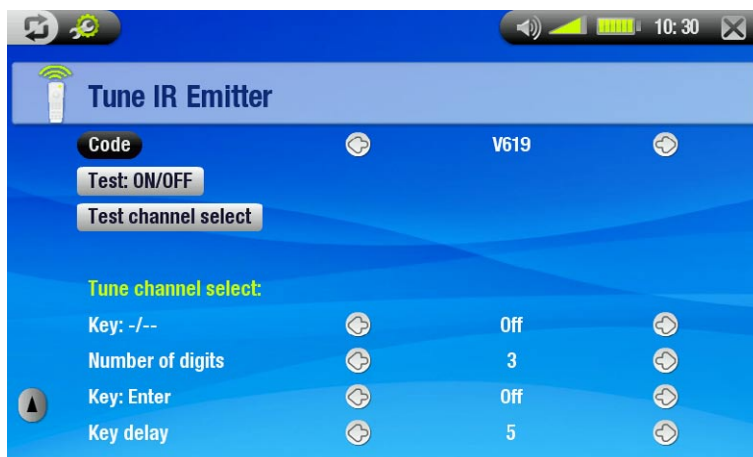 10:30
Tune IR Emitter
Code V619
Test: ON/OFF
Test channel select
Tune channel select:
Key: -/-- Off
Number of digits 3
Key: Enter Off
Key delay 5